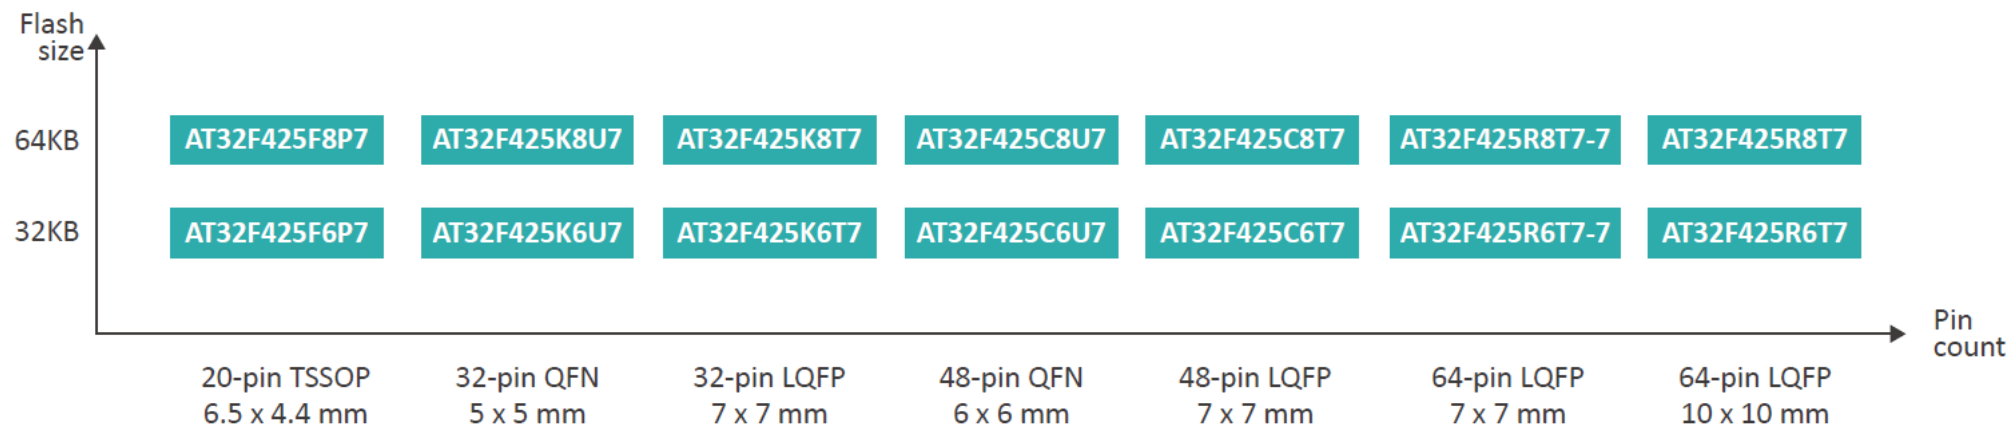 Flash
size
64KB
AT32F425F8P7 AT32F425K8U7 AT32F425K8T7 AT32F425C8U7 AT32F425C8T7 AT32F425R8T7-7 AT32F425R8T7
32KB
AT32F425F6P7 AT32F425K6U7 AT32F425K6T7 AT32F425C6U7 AT32F425C6T7 AT32F425R6T7-7 AT32F425R6T7
Pin
count
20-pin TSSOP 32-pin QFN 32-pin LQFP 48-pin QFN 48-pin LQFP 64-pin LQFP 64-pin LQFP
6.5 x 4.4 mm 5 x 5 mm 7 x 7 mm 6 x 6 mm 7 x 7 mm 7 x 7 mm 10 x 10 mm